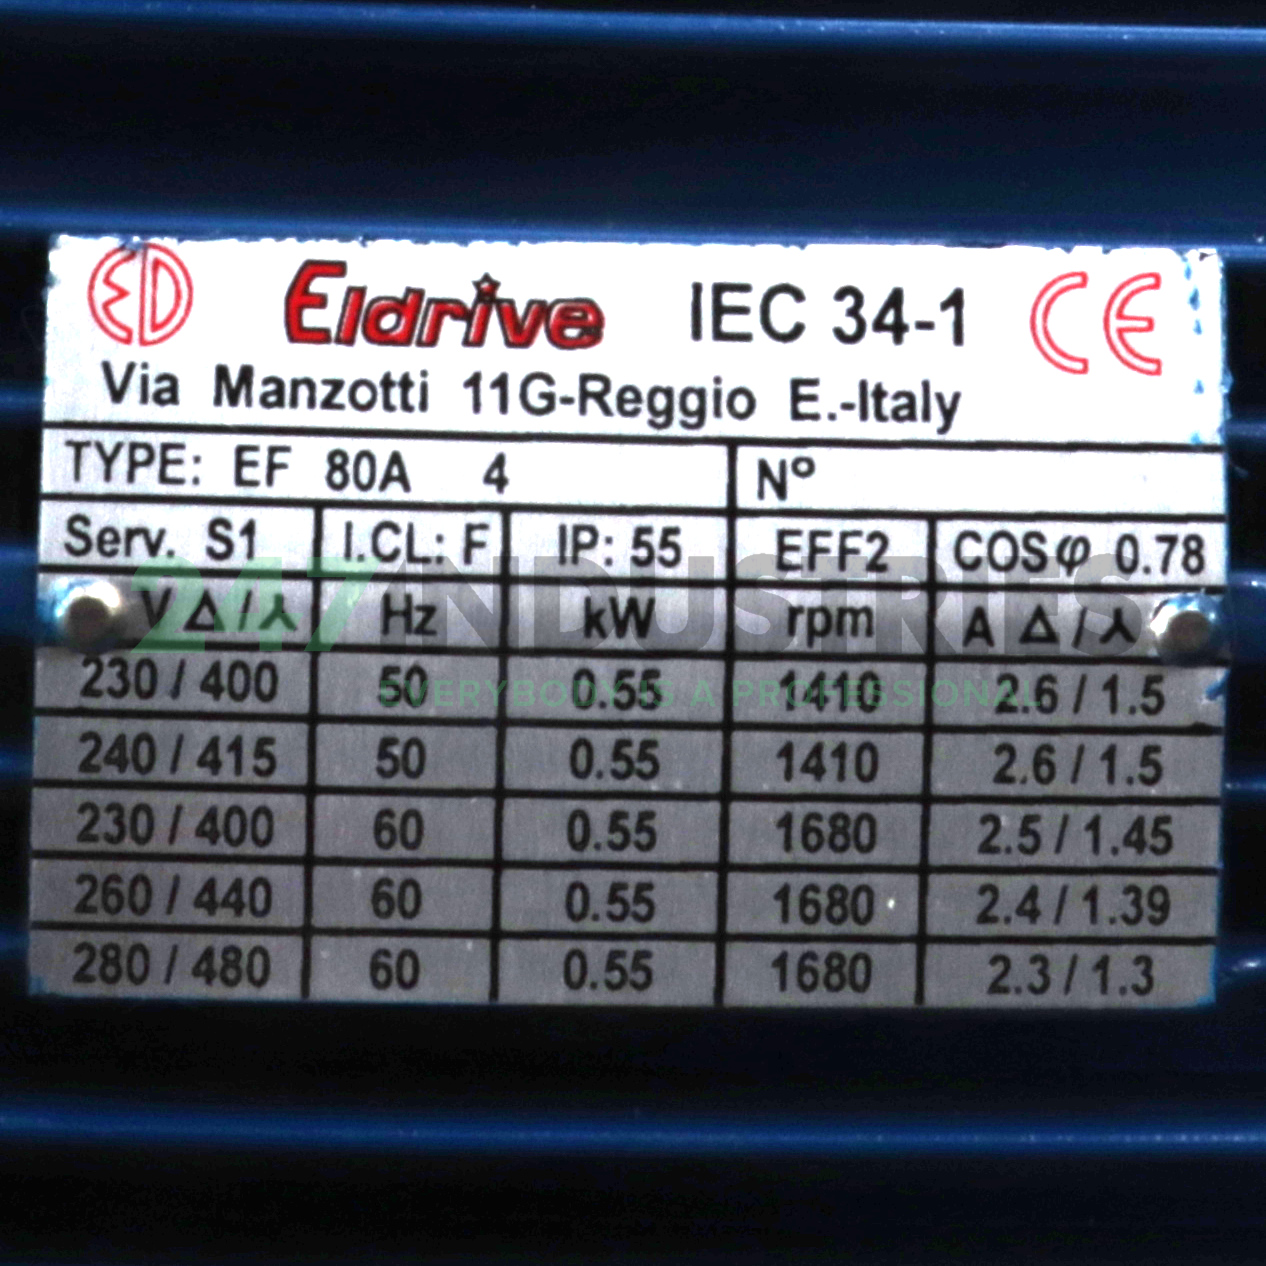 ED Eldrive IEC 34-1 CE
Via Manzotti 11G-Reggio E.-Italy
TYPE: EF 80A 4 Nº
Serv. S1 I.CL: F IP: 55 EFF2 COSφ 0.78
V Δ/⅄ Hz kW rpm A Δ/⅄
230 / 400 50 0.55 1410 2.6 / 1.5
240 / 415 50 0.55 1410 2.6 / 1.5
230 / 400 60 0.55 1680 2.5 / 1.45
260 / 440 60 0.55 1680 2.4 / 1.39
280 / 480 60 0.55 1680 2.3 / 1.3
247 INDUSTRIES
EVERYBODY IS A PROFESSIONAL